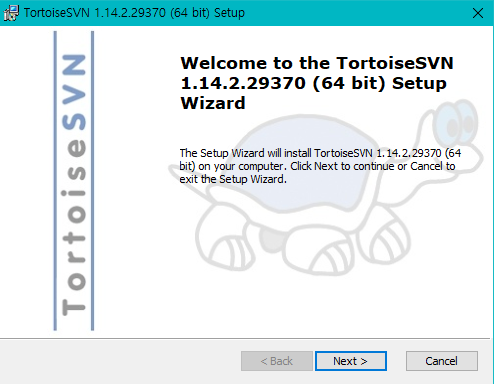 TortoiseSVN 1.14.2.29370 (64 bit) Setup
TortoiseSVN
Welcome to the TortoiseSVN
1.14.2.29370 (64 bit) Setup
Wizard
The Setup Wizard will install TortoiseSVN 1.14.2.29370 (64
bit) on your computer. Click Next to continue or Cancel to
exit the Setup Wizard.
< Back
Next >
Cancel